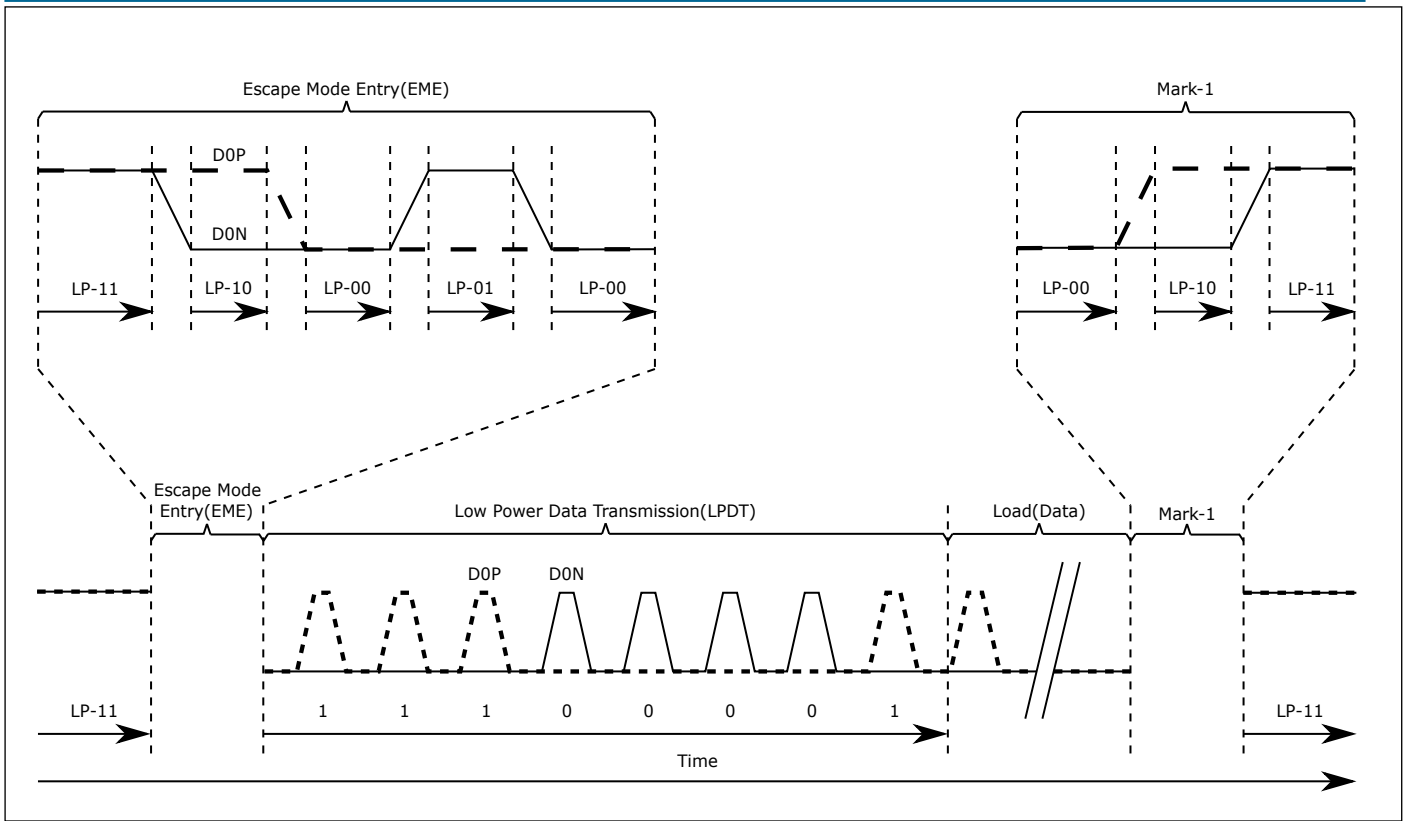 Escape Mode Entry(EME)
Mark-1
D0P
D0N
LP-11
LP-10
LP-00
LP-01
LP-00
LP-00
LP-10
LP-11
Escape Mode
Entry(EME)
Low Power Data Transmission(LPDT)
Load(Data)
Mark-1
D0P
D0N
LP-11
1
1
1
0
0
0
0
1
LP-11
Time